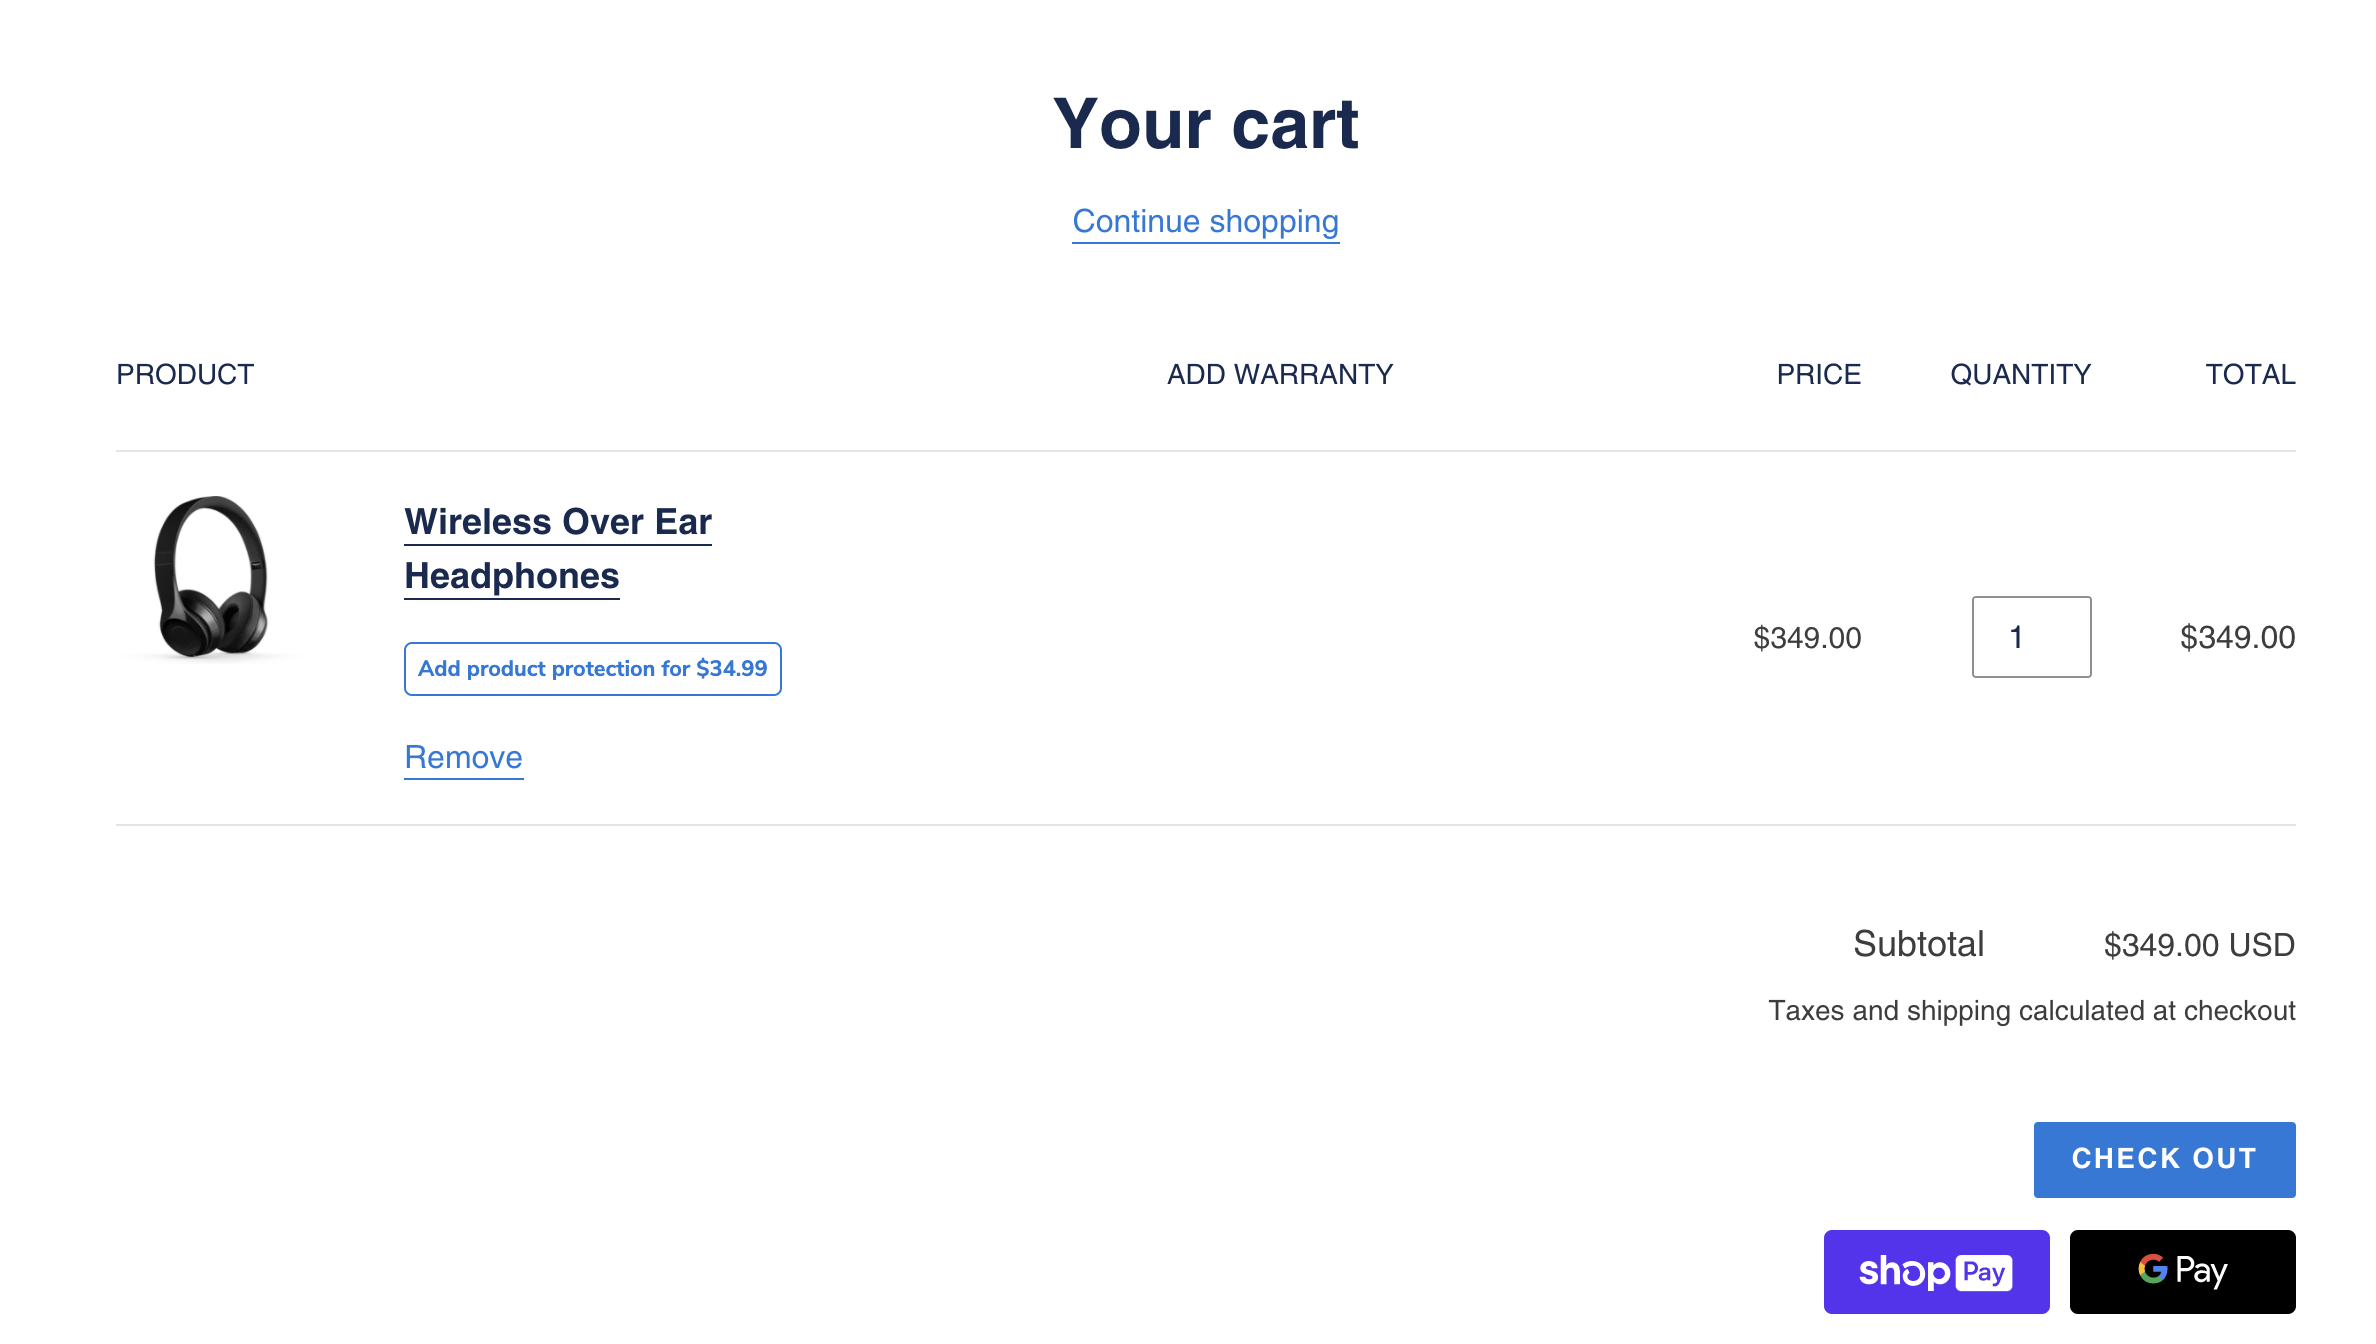 Your cart
Continue shopping
PRODUCT ADD WARRANTY PRICE QUANTITY TOTAL
Wireless Over Ear
Headphones
Add product protection for $34.99
$349.00 1 $349.00
Remove
Subtotal $349.00 USD
Taxes and shipping calculated at checkout
CHECK OUT
shop Pay G Pay